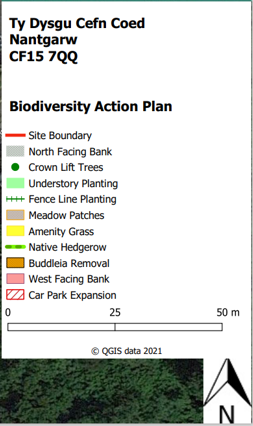 Ty Dysgu Cefn Coed
Nantgarw
CF15 7QQ
Biodiversity Action Plan
Site Boundary
North Facing Bank
Crown Lift Trees
Understory Planting
Fence Line Planting
Meadow Patches
Amenity Grass
Native Hedgerow
Buddleia Removal
West Facing Bank
Car Park Expansion
0 25 50 m
© QGIS data 2021
N